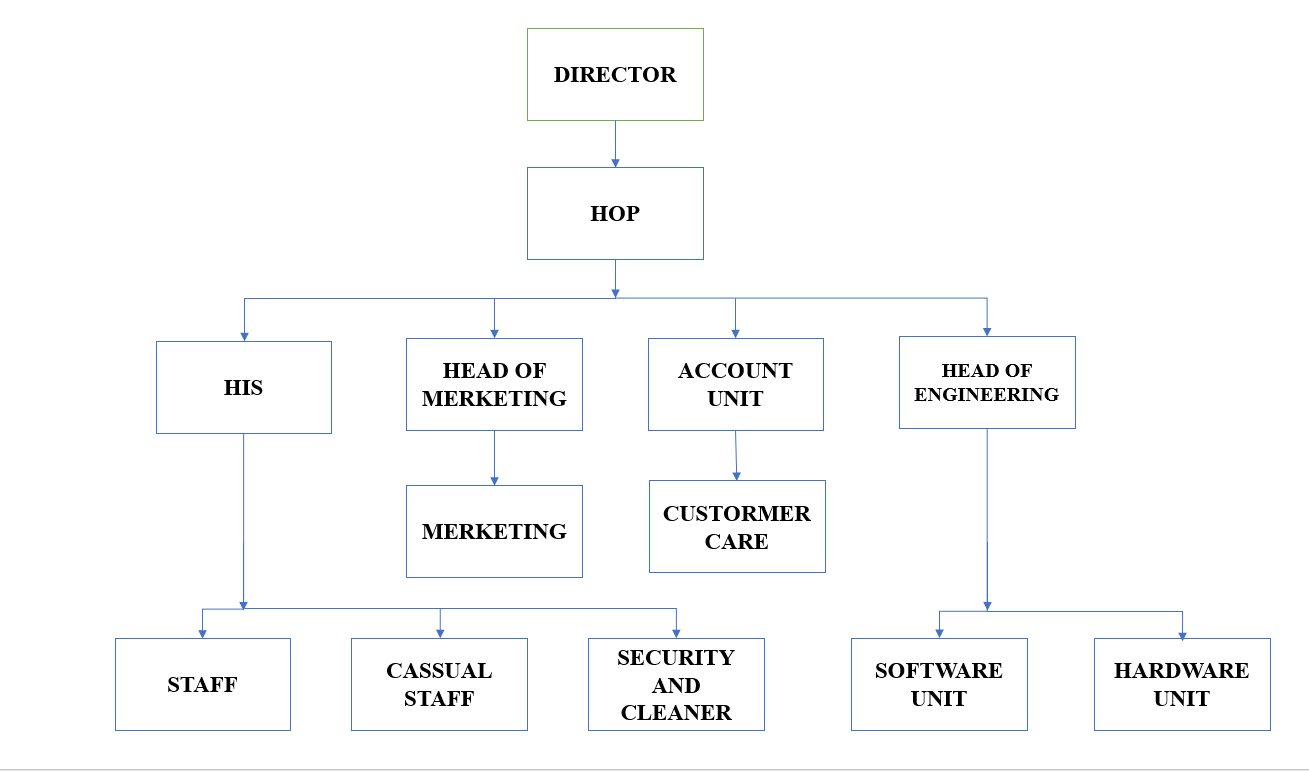 DIRECTOR
HOP
HIS
HEAD OF
MERKETING
ACCOUNT
UNIT
HEAD OF
ENGINEERING
MERKETING
CUSTORMER
CARE
STAFF
CASSUAL
STAFF
SECURITY
AND
CLEANER
SOFTWARE
UNIT
HARDWARE
UNIT